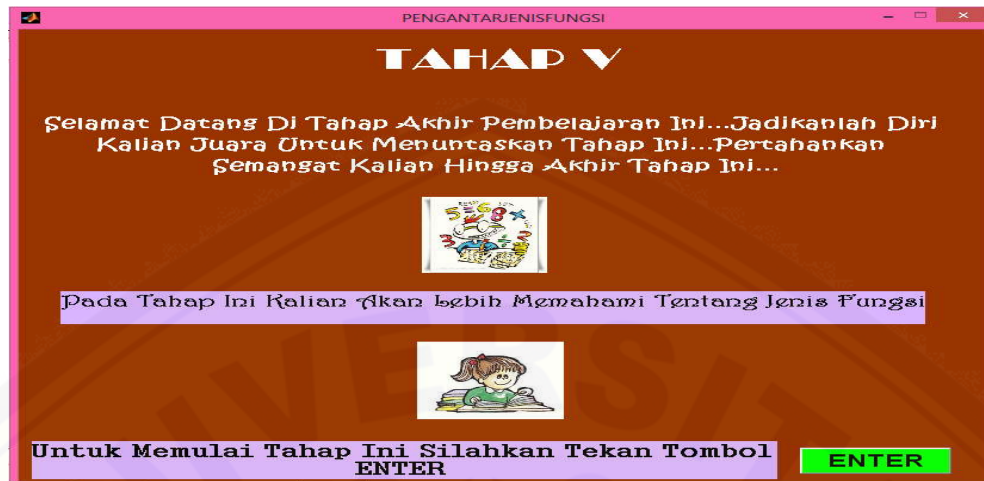 PENGANTARJENISFUNGSI
TAHAP V
Selamat Datang Di Tahap Akhir Pembelajaran Ini...Jadikanlah Diri
Kalian Juara Untuk Menuntaskan Tahap Ini...Pertahankan
Semangat Kalian Hingga Akhir Tahap Ini...
Pada Tahap Ini Kalian Akan Lebih Memahami Tentang Jenis Fungsi
Untuk Memulai Tahap Ini Silahkan Tekan Tombol
ENTER
ENTER